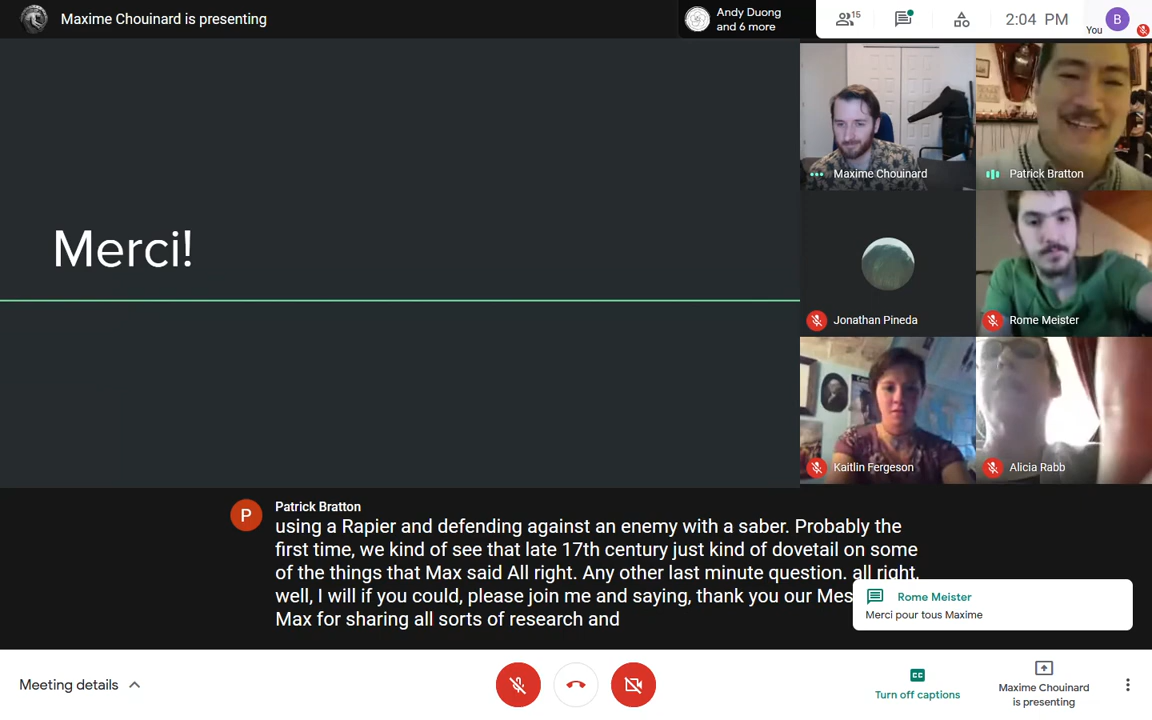 Maxime Chouinard is presenting
Andy Duong
and 6 more
15
2:04 PM
You
B
Merci!
Maxime Chouinard
Patrick Bratton
Jonathan Pineda
Rome Meister
Kaitlin Fergeson
Alicia Rabb
P
Patrick Bratton
using a Rapier and defending against an enemy with a saber. Probably the
first time, we kind of see that late 17th century just kind of dovetail on some
of the things that Max said All right. Any other last minute question. all right.
well, I will if you could, please join me and saying, thank you our Mes
Max for sharing all sorts of research and
Rome Meister
Merci pour tous Maxime
Meeting details
CC
Turn off captions
Maxime Chouinard
is presenting